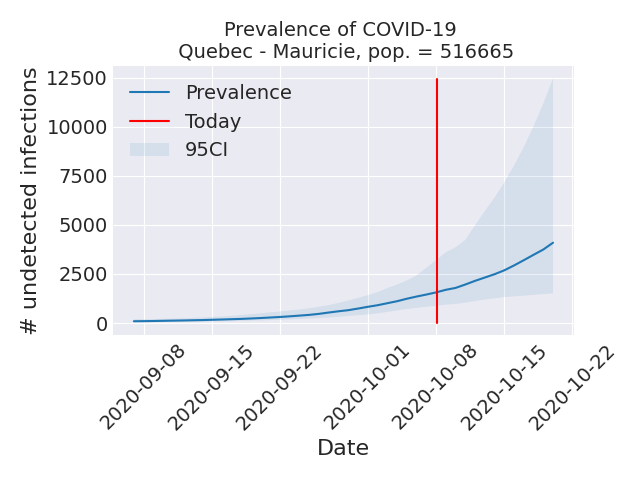 Prevalence of COVID-19
Quebec - Mauricie, pop. = 516665
# undetected infections
12500
10000
7500
5000
2500
0
Prevalence
Today
95CI
2020-09-08
2020-09-15
2020-09-22
2020-10-01
2020-10-08
2020-10-15
2020-10-22
Date